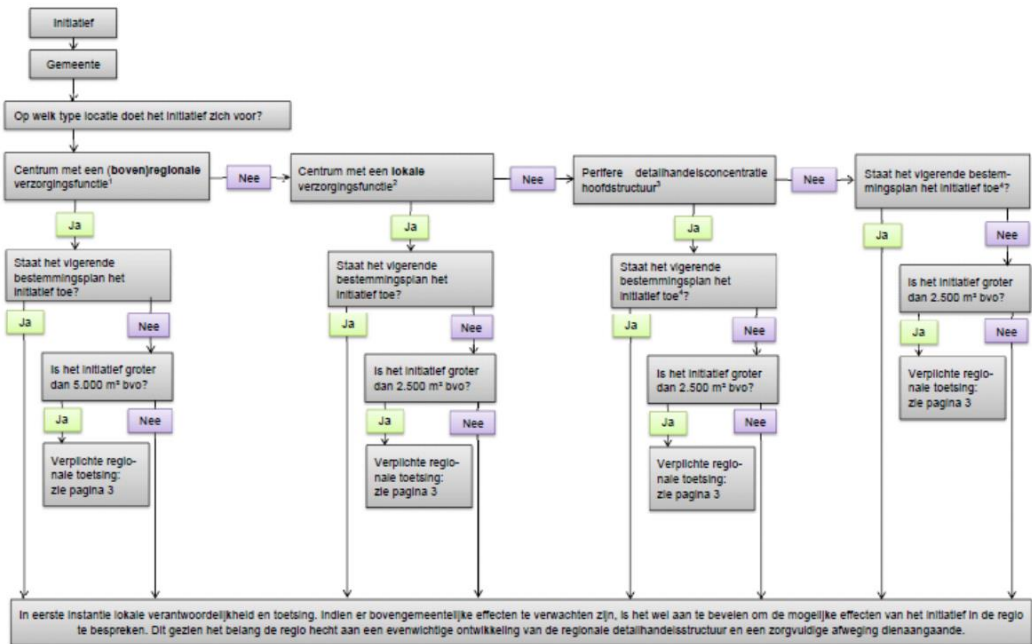 Initiatief
Gemeente
Op welk type locatie doet het initiatief zich voor?
Centrum met een (boven)regionale
verzorgingsfunctie¹
Nee
Centrum met een lokale
verzorgingsfunctie²
Nee
Perifere detailhandelsconcentratie
hoofdstructuur³
Nee
Staat het vigerende bestem-
mingsplan het initiatief toe⁴?
Ja
Staat het vigerende
bestemmingsplan het
initiatief toe?
Ja
Nee
Is het initiatief groter
dan 5.000 m² bvo?
Ja
Nee
Verplichte regio-
nale toetsing:
zie pagina 3
Ja
Staat het vigerende
bestemmingsplan het
initiatief toe?
Ja
Nee
Is het initiatief groter
dan 2.500 m² bvo?
Ja
Nee
Verplichte regio-
nale toetsing:
zie pagina 3
Ja
Staat het vigerende
bestemmingsplan het
initiatief toe⁴?
Ja
Nee
Is het initiatief groter
dan 2.500 m² bvo?
Ja
Nee
Verplichte regio-
nale toetsing:
zie pagina 3
Ja
Nee
Is het initiatief groter
dan 2.500 m² bvo?
Ja
Nee
Verplichte regio-
nale toetsing:
zie pagina 3
In eerste instantie lokale verantwoordelijkheid en toetsing. Indien er bovengemeentelijke effecten te verwachten zijn, is het wel aan te bevelen om de mogelijke effecten van het initiatief in de regio
te bespreken. Dit gezien het belang de regio hecht aan een evenwichtige ontwikkeling van de regionale detailhandelsstructuur en een zorgvuldige afweging dienaangaande.